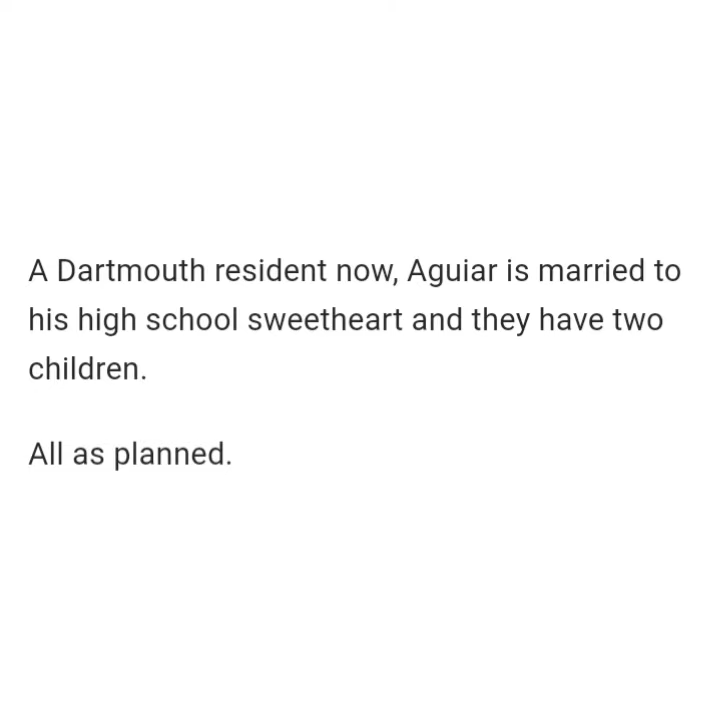 A Dartmouth resident now, Aguiar is married to
his high school sweetheart and they have two
children.
All as planned.